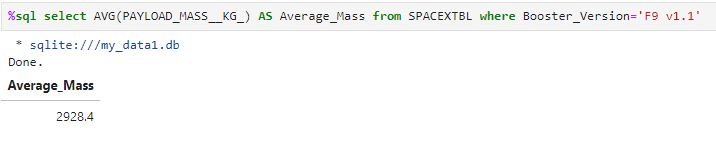 %sql select AVG(PAYLOAD_MASS__KG_) AS Average_Mass from SPACEXTBL where Booster_Version='F9 v1.1'
* sqlite:///my_data1.db
Done.
Average_Mass
2928.4